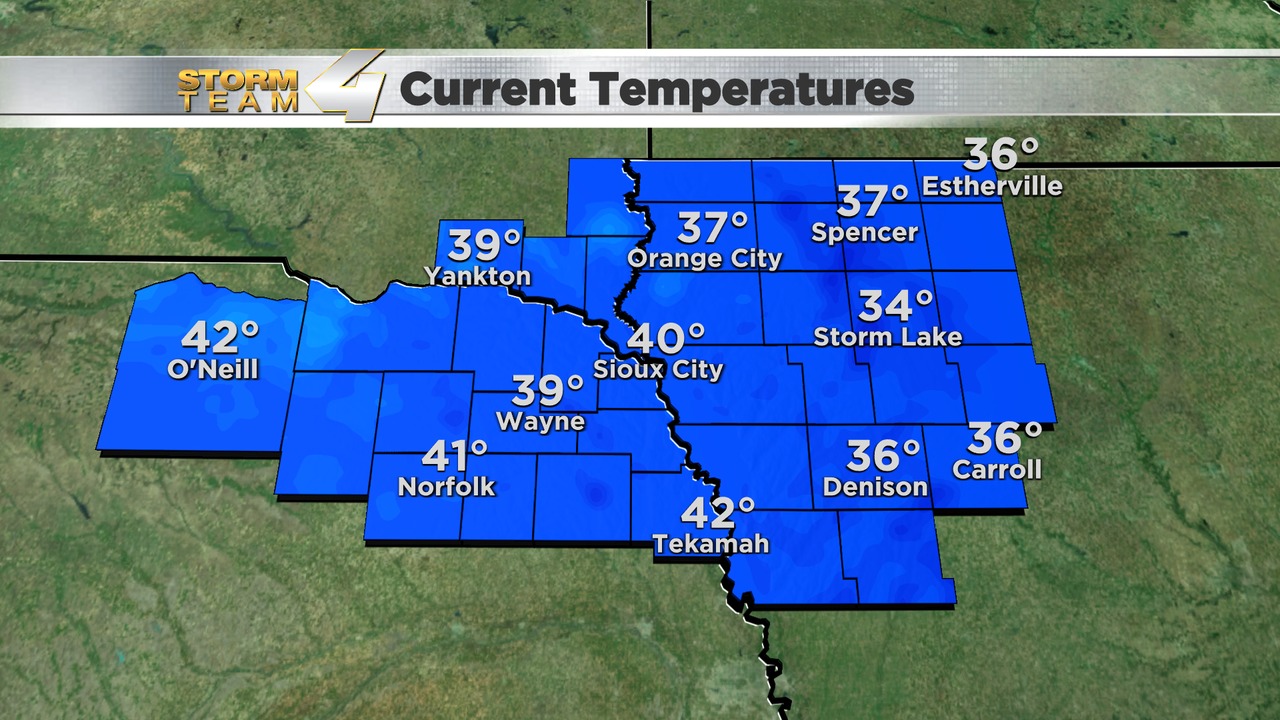 STORM
TEAM 4
Current Temperatures
36°
Estherville
37°
Spencer
37°
Orange City
39°
Yankton
34°
Storm Lake
42°
O'Neill
40°
Sioux City
39°
Wayne
41°
Norfolk
36°
Denison
36°
Carroll
42°
Tekamah